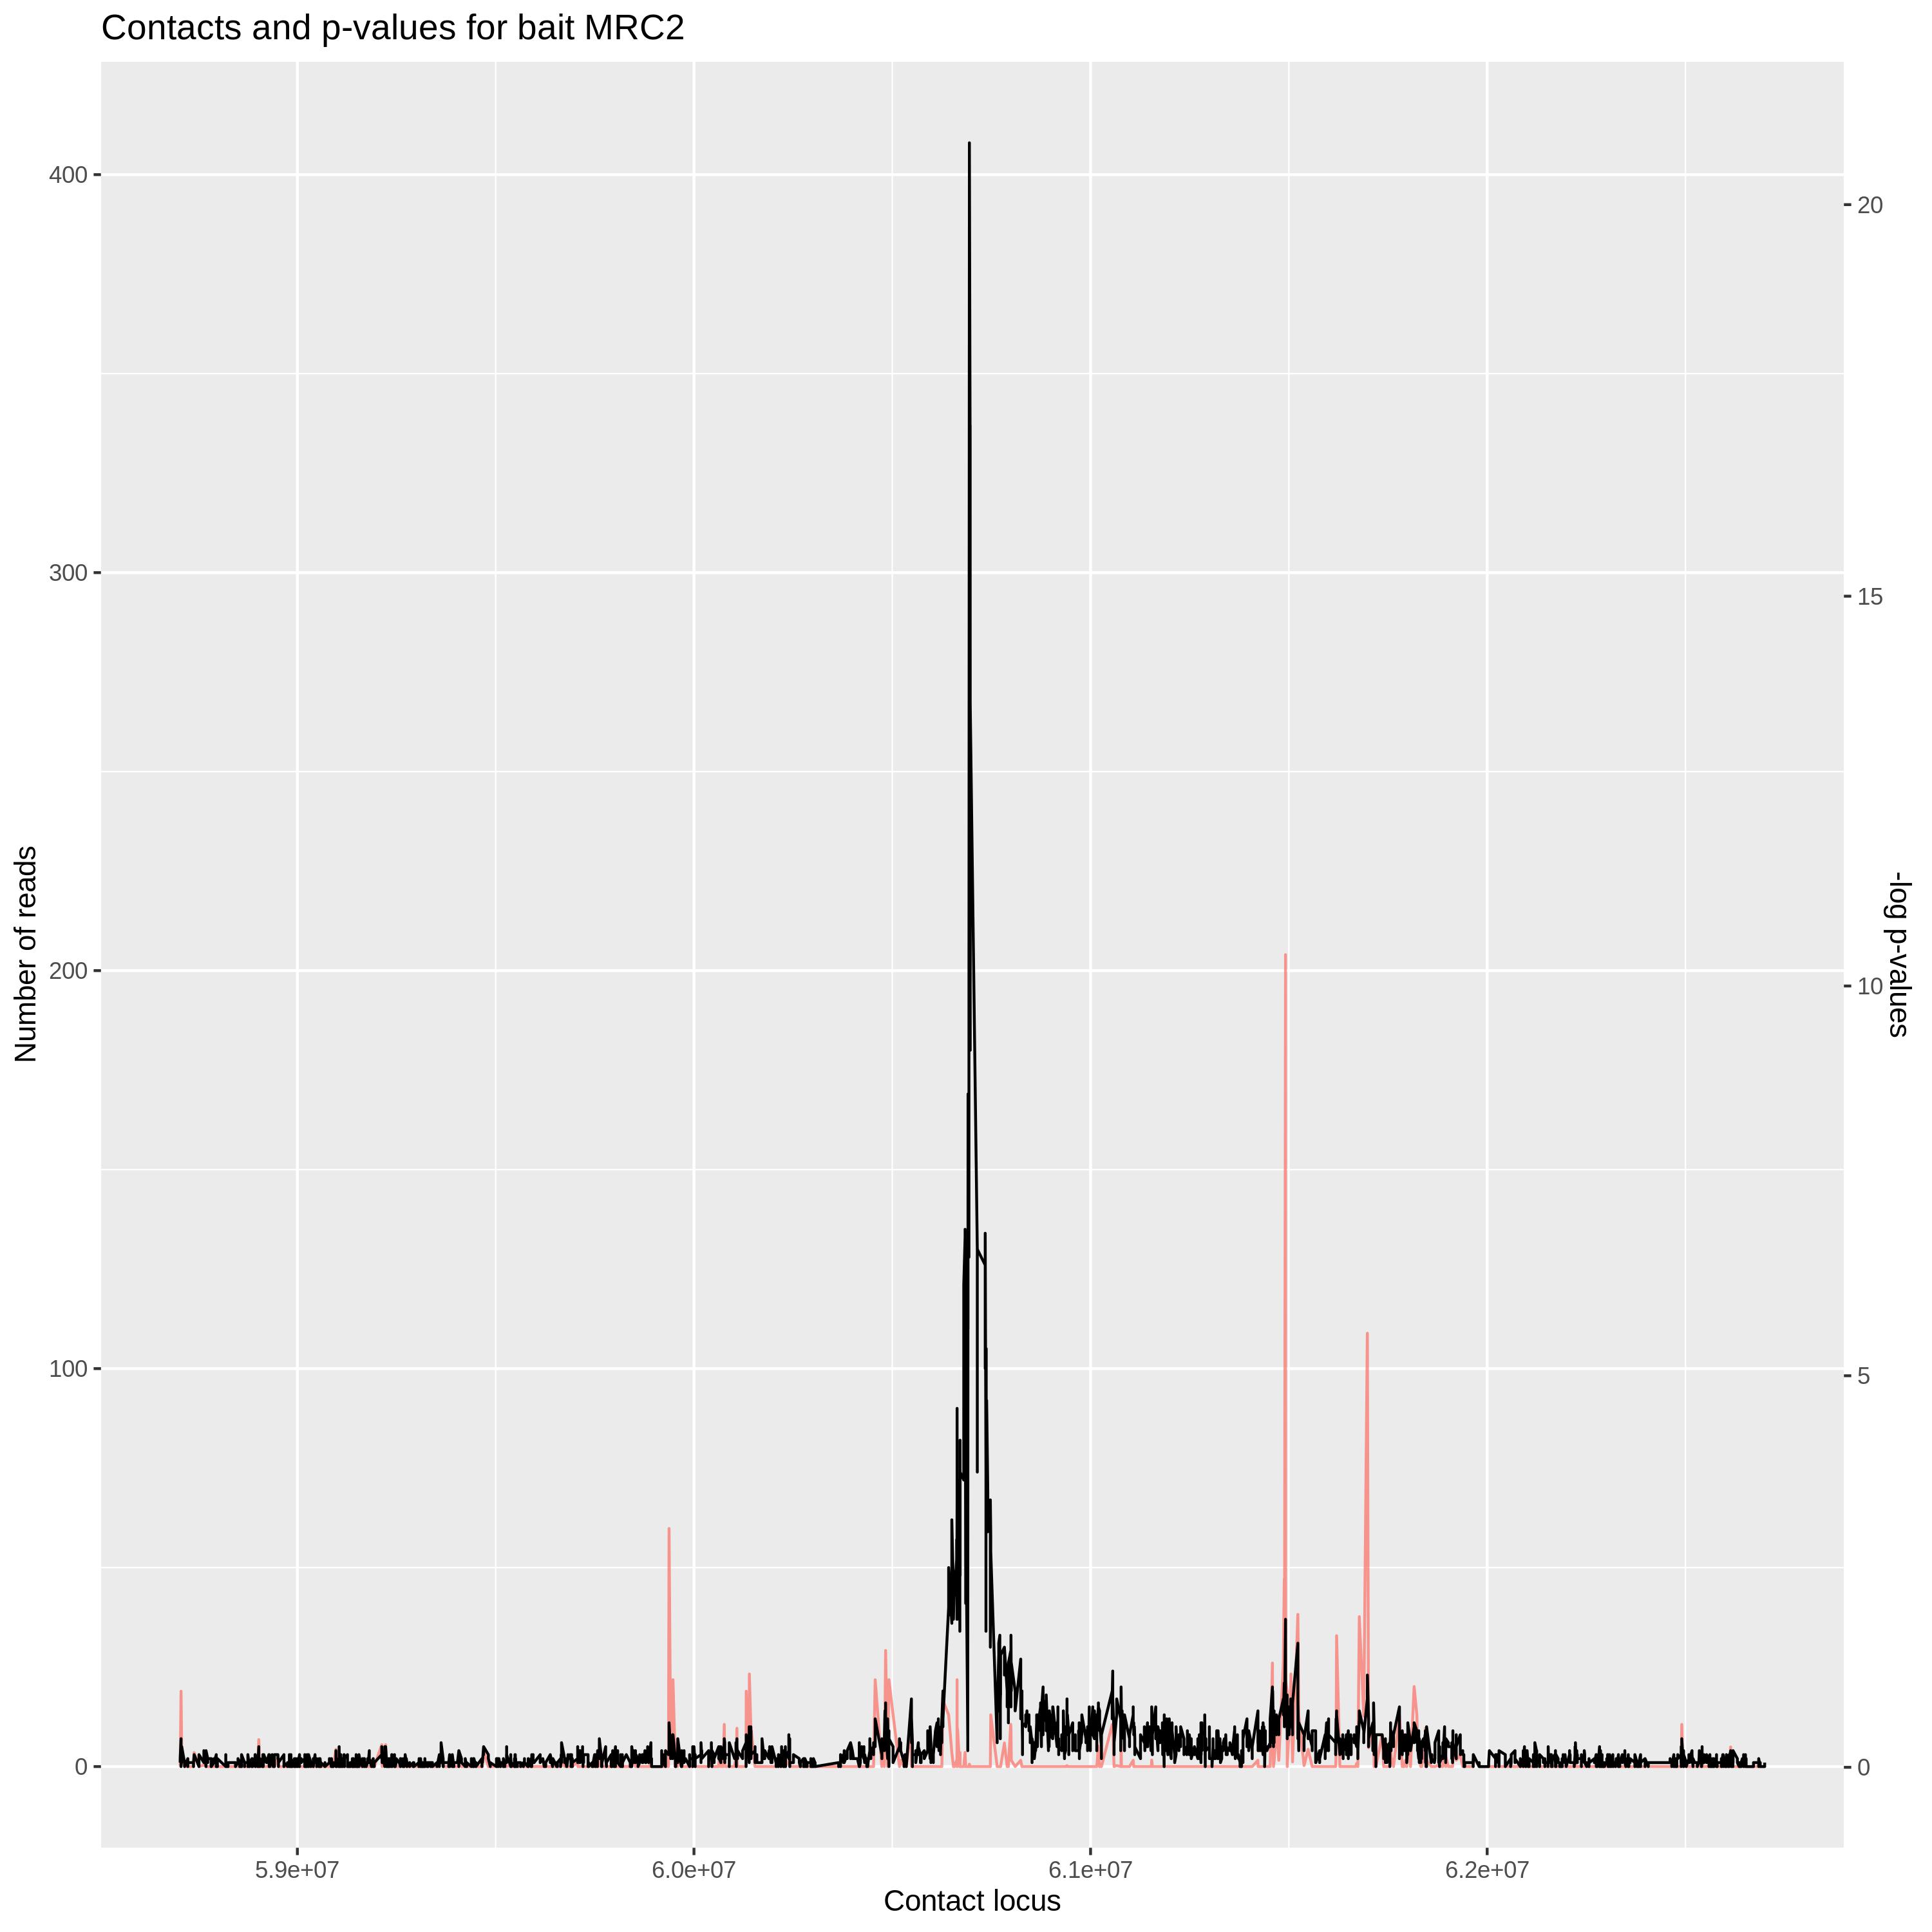 Contacts and p-values for bait MRC2
400
300
200
100
0
Number of reads
20
15
10
5
0
-log p-values
5.9e+07
6.0e+07
6.1e+07
6.2e+07
Contact locus